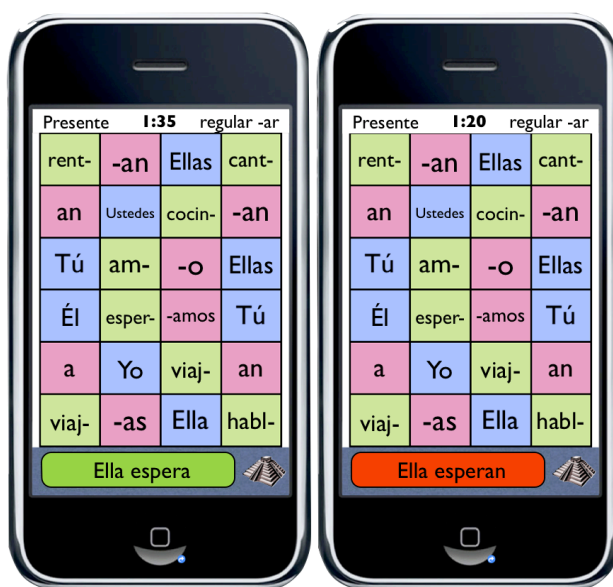 Presente 1:35 regular -ar
rent- -an Ellas cant-
an Ustedes cocin- -an
Tú am- -o Ellas
Él esper- -amos Tú
a Yo viaj- an
viaj- -as Ella habl-
Ella espera
Presente 1:20 regular -ar
rent- -an Ellas cant-
an Ustedes cocin- -an
Tú am- -o Ellas
Él esper- -amos Tú
a Yo viaj- an
viaj- -as Ella habl-
Ella esperan